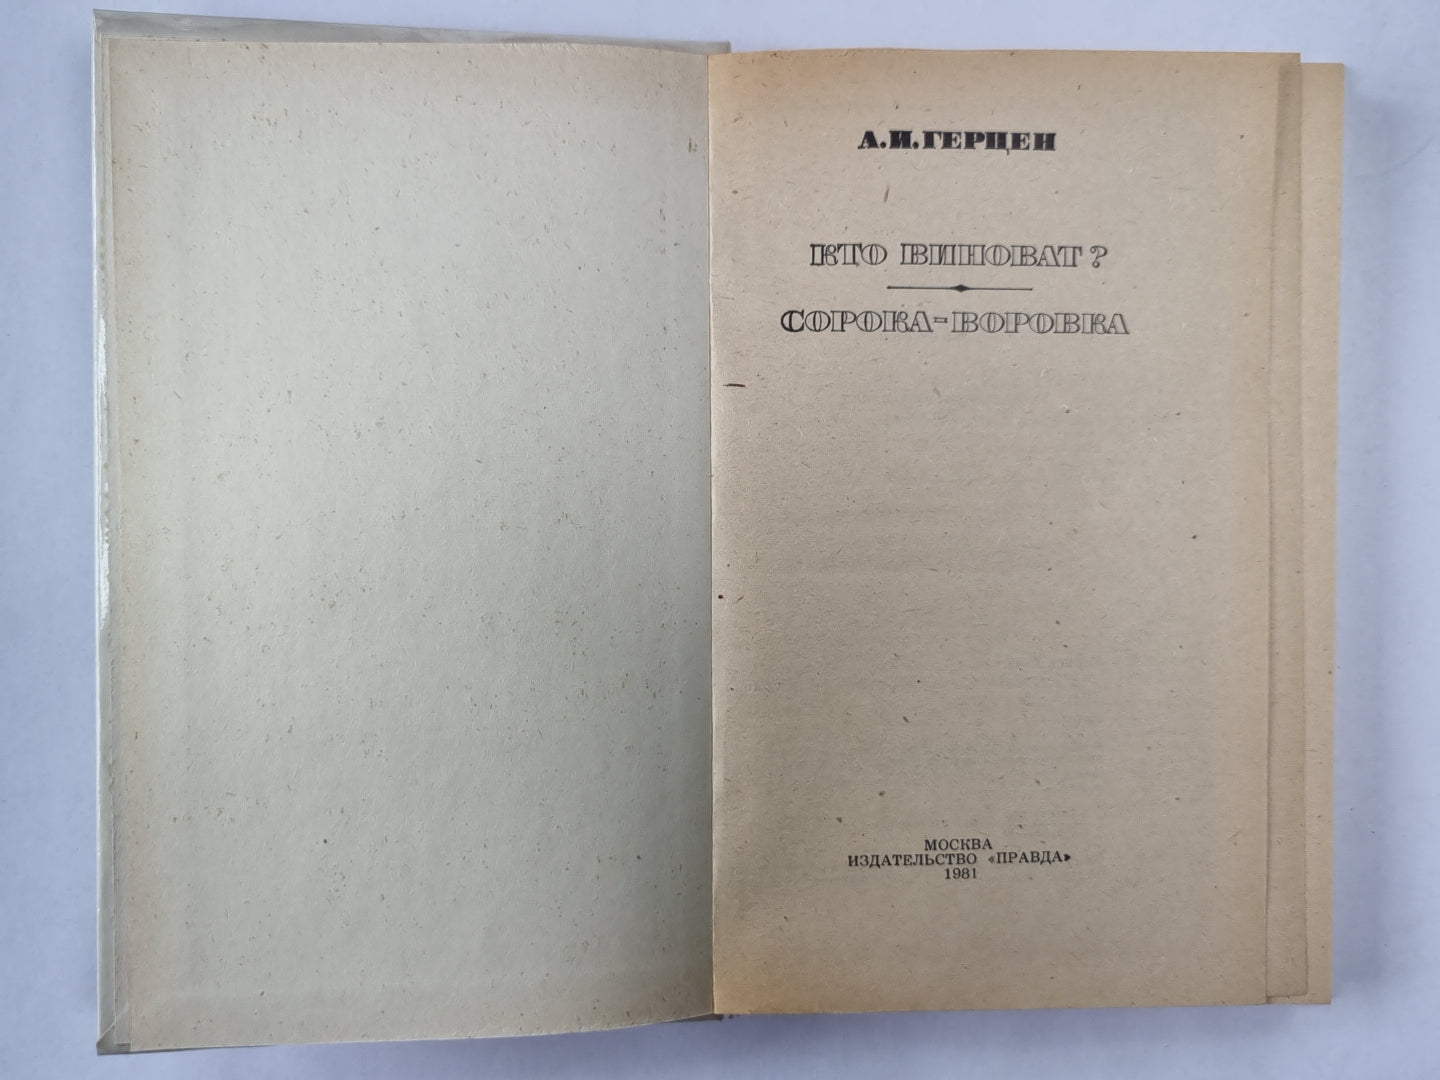 А.И.ГЕРЦЕН
КТО ВИНОВАТ?
СОРОКА-ВОРОВКА
МОСКВА
ИЗДАТЕЛЬСТВО «ПРАВДА»
1981